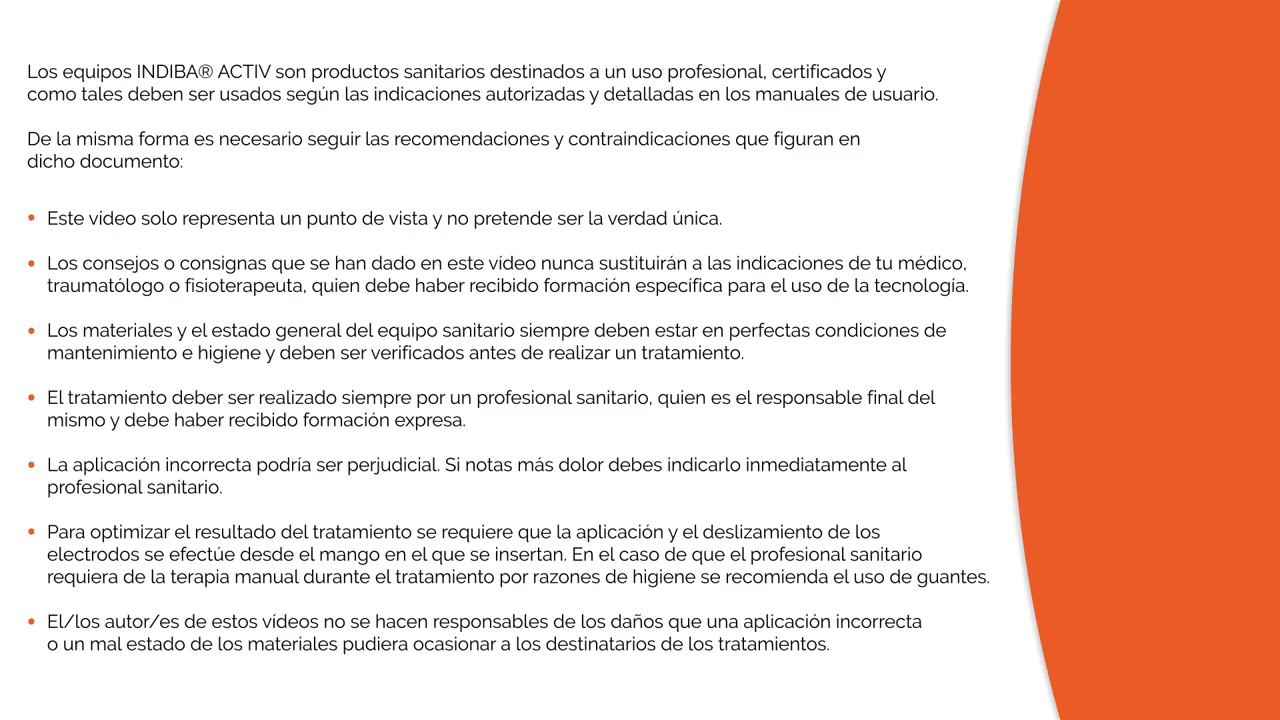 Los equipos INDIBA® ACTIV son productos sanitarios destinados a un uso profesional, certificados y
como tales deben ser usados según las indicaciones autorizadas y detalladas en los manuales de usuario.
De la misma forma es necesario seguir las recomendaciones y contraindicaciones que figuran en
dicho documento:
• Este vídeo solo representa un punto de vista y no pretende ser la verdad única.
• Los consejos o consignas que se han dado en este vídeo nunca sustituirán a las indicaciones de tu médico,
traumatólogo o fisioterapeuta, quien debe haber recibido formación específica para el uso de la tecnología.
• Los materiales y el estado general del equipo sanitario siempre deben estar en perfectas condiciones de
mantenimiento e higiene y deben ser verificados antes de realizar un tratamiento.
• El tratamiento deber ser realizado siempre por un profesional sanitario, quien es el responsable final del
mismo y debe haber recibido formación expresa.
• La aplicación incorrecta podría ser perjudicial. Si notas más dolor debes indicarlo inmediatamente al
profesional sanitario.
• Para optimizar el resultado del tratamiento se requiere que la aplicación y el deslizamiento de los
electrodos se efectúe desde el mango en el que se insertan. En el caso de que el profesional sanitario
requiera de la terapia manual durante el tratamiento por razones de higiene se recomienda el uso de guantes.
• El/los autor/es de estos vídeos no se hacen responsables de los daños que una aplicación incorrecta
o un mal estado de los materiales pudiera ocasionar a los destinatarios de los tratamientos.